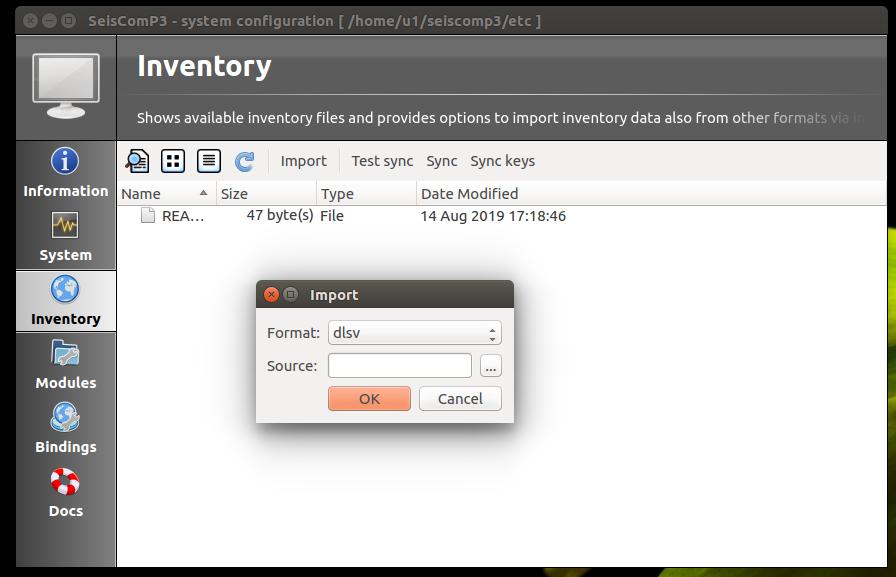 SeisComP3 - system configuration [ /home/u1/seiscomp3/etc ]
Inventory
Shows available inventory files and provides options to import inventory data also from other formats via in
Information
System
Inventory
Modules
Bindings
Docs
Import Test sync Sync Sync keys
Name Size Type Date Modified
REA... 47 byte(s) File 14 Aug 2019 17:18:46
Import
Format: dlsv
Source: ...
OK Cancel